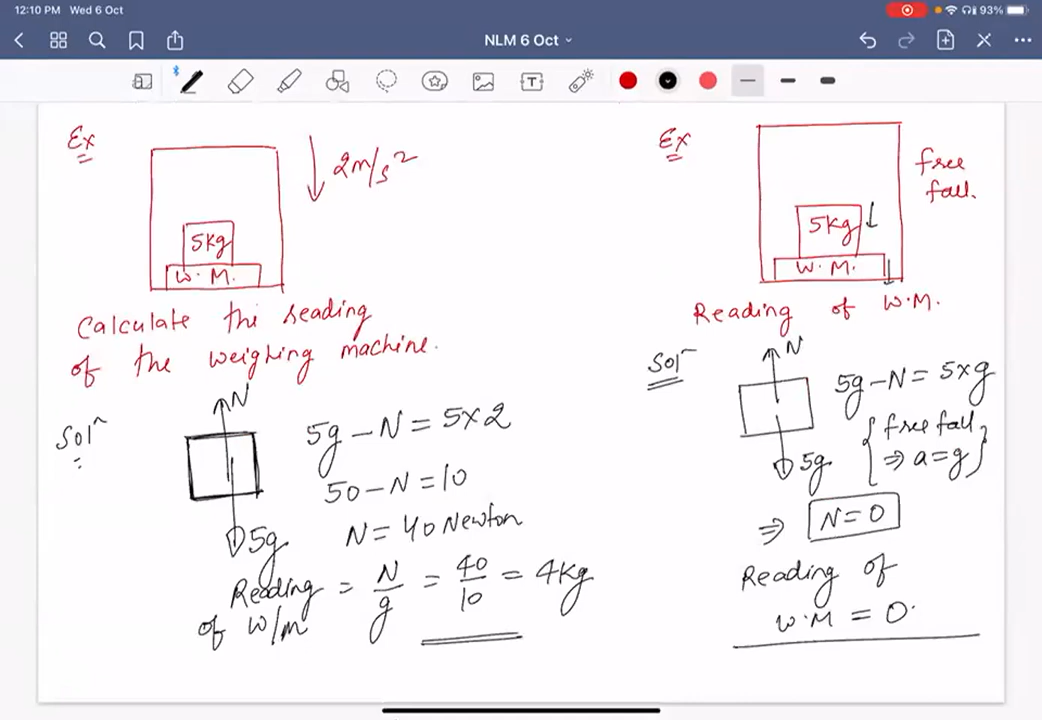 12:10 PM Wed 6 Oct
93%
NLM 6 Oct
Ex
2m/s²
5kg
W. M.
Calculate the reading
of the weighing machine.
Solⁿ
N
5g
5g - N = 5×2
50 - N = 10
N = 40 Newton
Reading of W/m = N/g = 40/10 = 4kg
Ex
free
fall.
5kg
W. M.
Reading of W.M.
Solⁿ
N
5g
5g - N = 5×g
{free fall,
⇒ a = g}
⇒ N = 0
Reading of
W.M = 0.